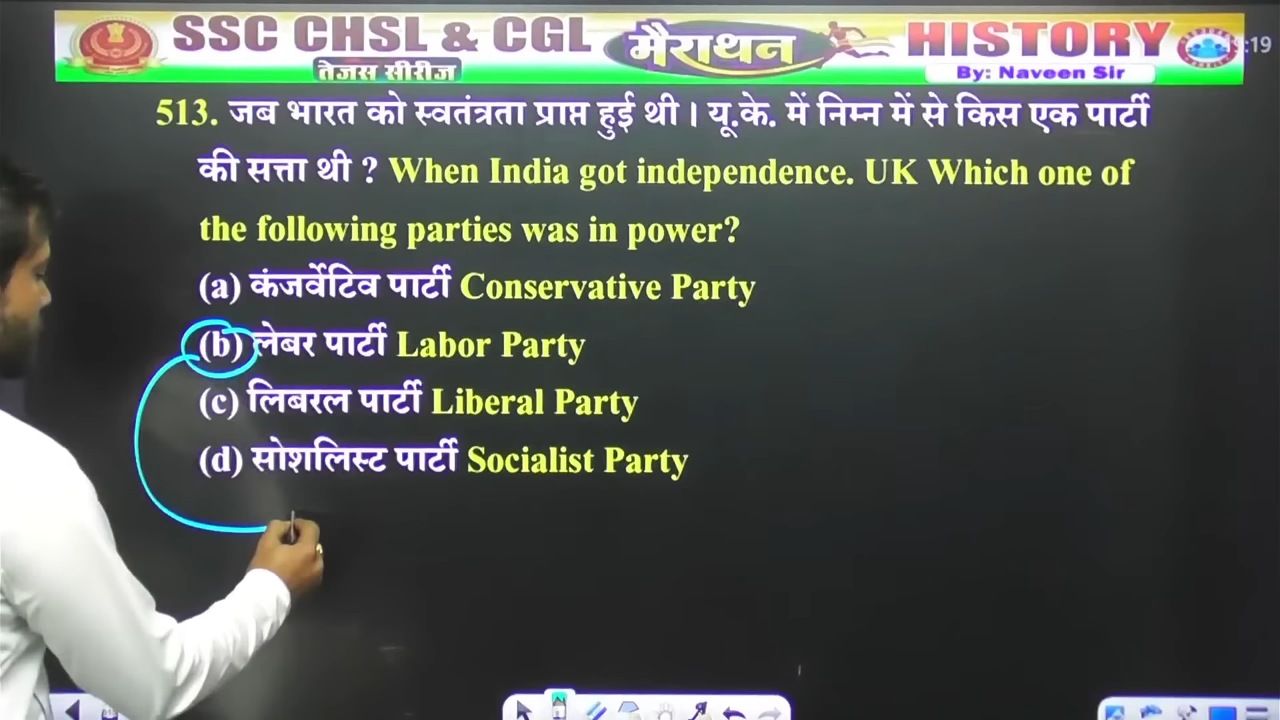 SSC CHSL & CGL मैराथन HISTORY
तेजस सीरीज By: Naveen Sir
:19
513. जब भारत को स्वतंत्रता प्राप्त हुई थी । यू.के. में निम्न में से किस एक पार्टी
की सत्ता थी ? When India got independence. UK Which one of
the following parties was in power?
(a) कंजर्वेटिव पार्टी Conservative Party
(b) लेबर पार्टी Labor Party
(c) लिबरल पार्टी Liberal Party
(d) सोशलिस्ट पार्टी Socialist Party